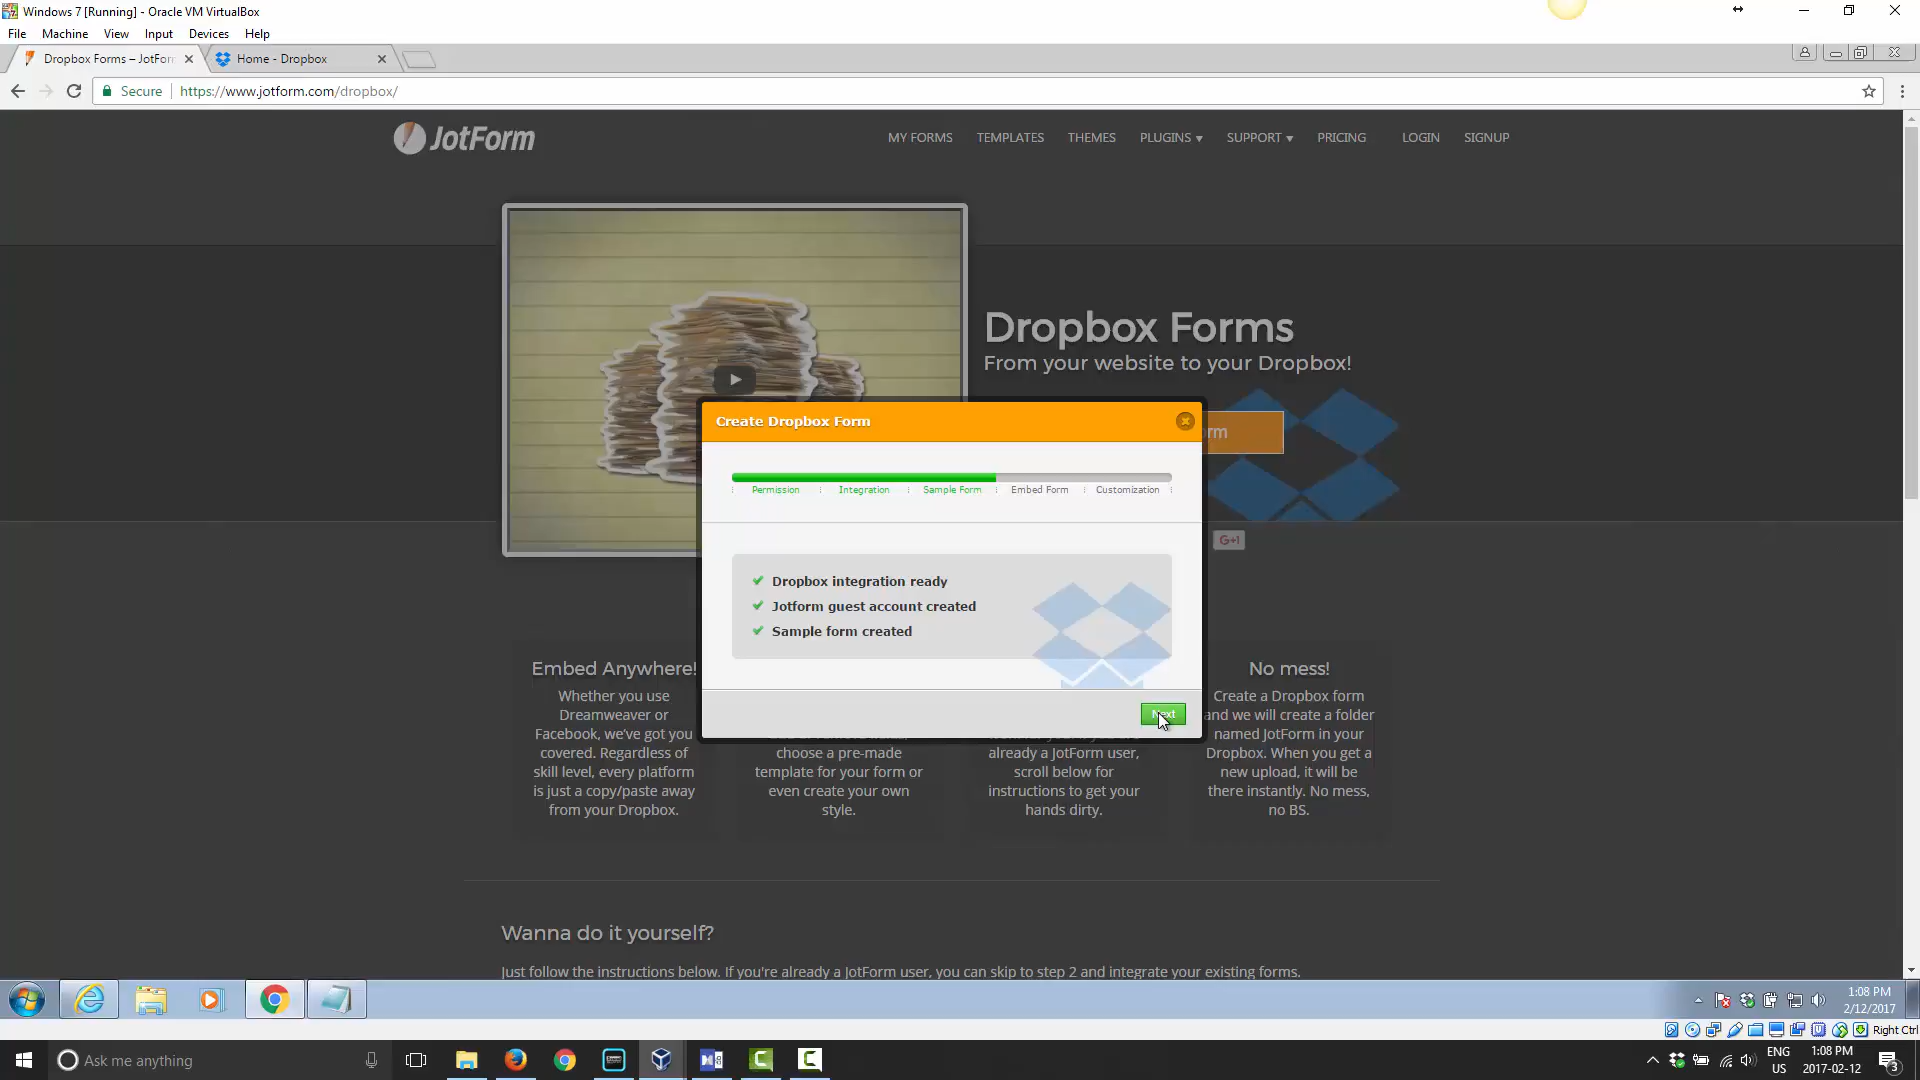 Windows 7 [Running] - Oracle VM VirtualBox
File Machine View Input Devices Help
Dropbox Forms – JotForm
Home - Dropbox
Secure https://www.jotform.com/dropbox/
JotForm
MY FORMS TEMPLATES THEMES PLUGINS SUPPORT PRICING LOGIN SIGNUP
Dropbox Forms
From your website to your Dropbox!
orm
Create Dropbox Form
Permission Integration Sample Form Embed Form Customization
G+1
Dropbox integration ready
Jotform guest account created
Sample form created
Next
Embed Anywhere!
Whether you use
Dreamweaver or
Facebook, we've got you
covered. Regardless of
skill level, every platform
is just a copy/paste away
from your Dropbox.
choose a pre-made
template for your form or
even create your own
style.
already a JotForm user,
scroll below for
instructions to get your
hands dirty.
No mess!
Create a Dropbox form
and we will create a folder
named JotForm in your
Dropbox. When you get a
new upload, it will be
there instantly. No mess,
no BS.
Wanna do it yourself?
Just follow the instructions below. If you're already a JotForm user, you can skip to step 2 and integrate your existing forms.
1:08 PM
2/12/2017
Right Ctrl
Ask me anything
ENG
US
1:08 PM
2017-02-12
3